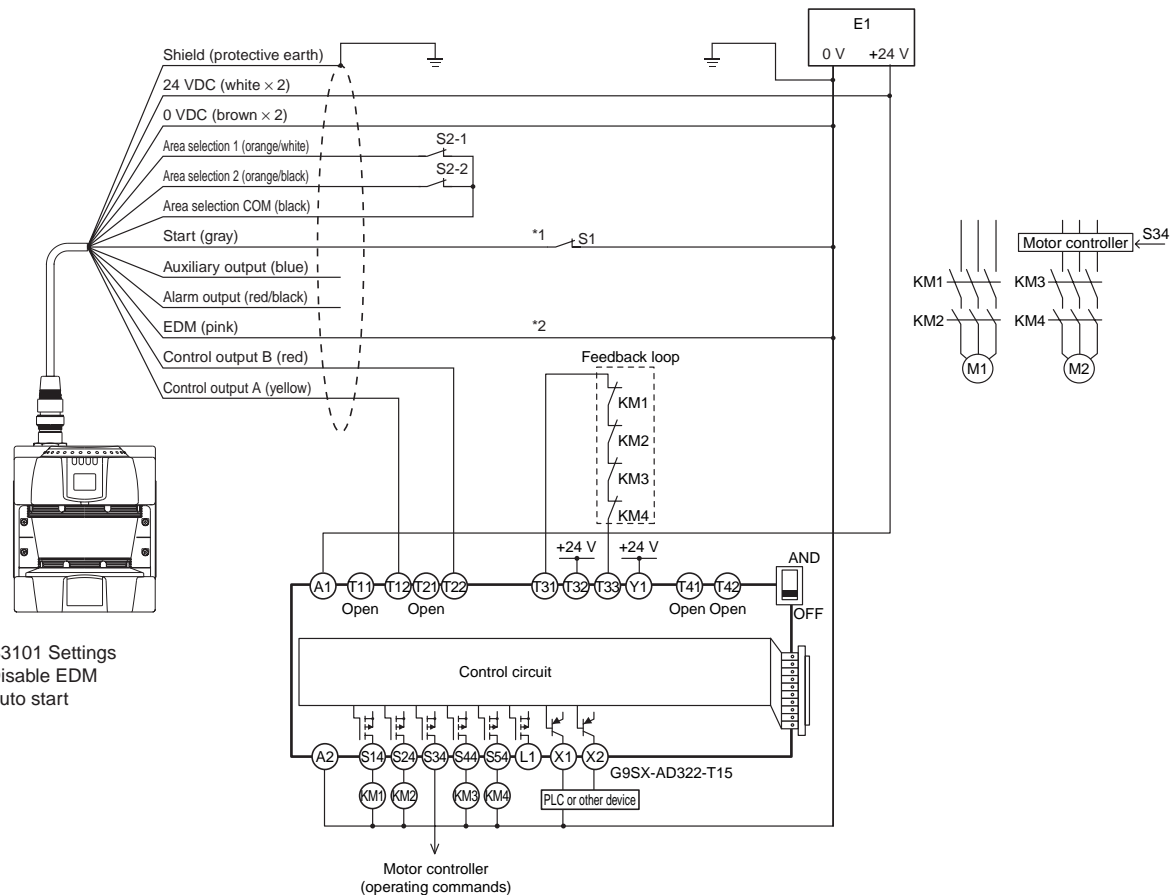 E1
0 V +24 V
Shield (protective earth)
24 VDC (white × 2)
0 VDC (brown × 2)
Area selection 1 (orange/white)
S2-1
Area selection 2 (orange/black)
S2-2
Area selection COM (black)
Start (gray)
*1
S1
Auxiliary output (blue)
Alarm output (red/black)
EDM (pink)
*2
Control output B (red)
Control output A (yellow)
Motor controller
S34
KM1
KM3
KM2
KM4
M1
M2
Feedback loop
KM1
KM2
KM3
KM4
+24 V
+24 V
AND
A1 T11 T12 T21 T22 T31 T32 T33 Y1 T41 T42
Open Open Open Open
OFF
3101 Settings
isable EDM
uto start
Control circuit
A2 S14 S24 S34 S44 S54 L1 X1 X2
G9SX-AD322-T15
KM1 KM2 KM3 KM4
PLC or other device
Motor controller
(operating commands)